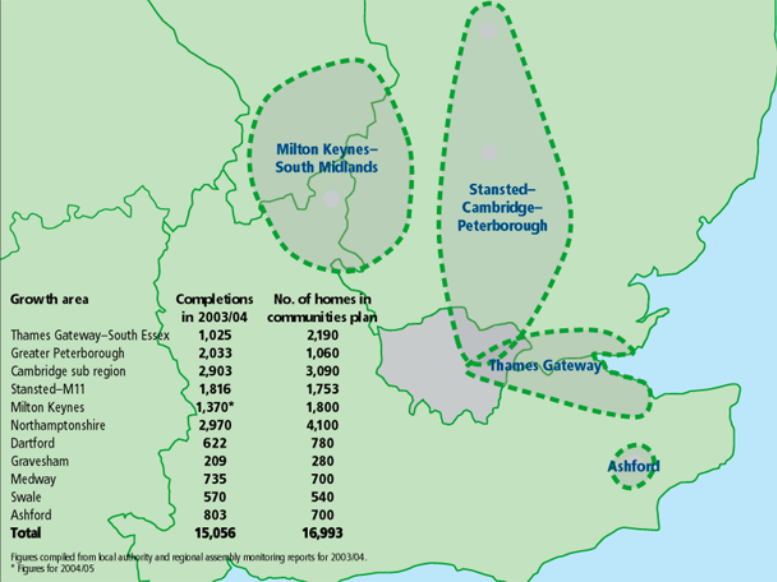 Milton Keynes–
South Midlands
Stansted–
Cambridge–
Peterborough
Thames Gateway
Ashford
Growth area Completions in 2003/04 No. of homes in communities plan
Thames Gateway–South Essex 1,025 2,190
Greater Peterborough 2,033 1,060
Cambridge sub region 2,903 3,090
Stansted–M11 1,816 1,753
Milton Keynes 1,370* 1,800
Northamptonshire 2,970 4,100
Dartford 622 780
Gravesham 209 280
Medway 735 700
Swale 570 540
Ashford 803 700
Total 15,056 16,993
Figures compiled from local authority and regional assembly monitoring reports for 2003/04.
* Figures for 2004/05